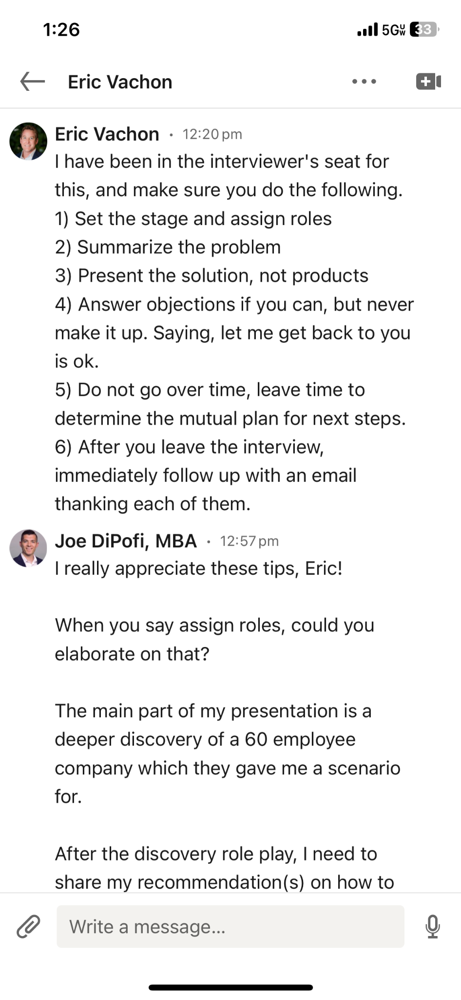 1:26
5GUW
33
Eric Vachon
Eric Vachon • 12:20 pm
I have been in the interviewer's seat for
this, and make sure you do the following.
1) Set the stage and assign roles
2) Summarize the problem
3) Present the solution, not products
4) Answer objections if you can, but never
make it up. Saying, let me get back to you
is ok.
5) Do not go over time, leave time to
determine the mutual plan for next steps.
6) After you leave the interview,
immediately follow up with an email
thanking each of them.
Joe DiPofi, MBA • 12:57 pm
I really appreciate these tips, Eric!
When you say assign roles, could you
elaborate on that?
The main part of my presentation is a
deeper discovery of a 60 employee
company which they gave me a scenario
for.
After the discovery role play, I need to
share my recommendation(s) on how to
Write a message...